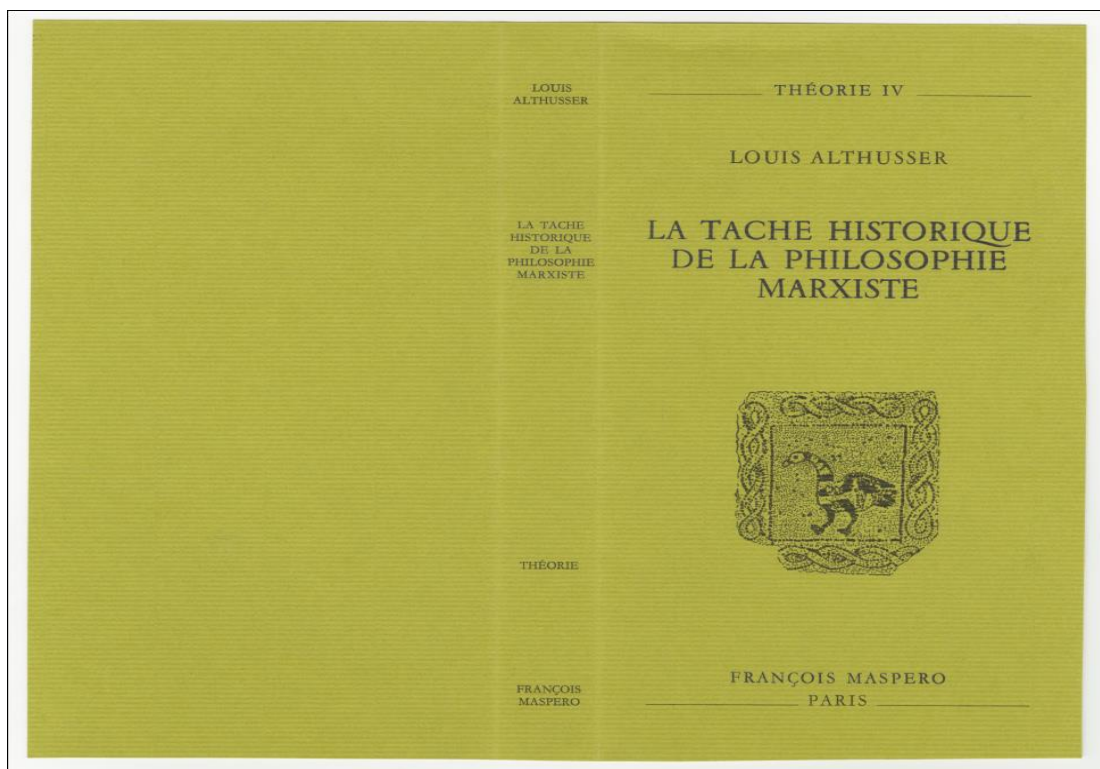 LOUIS
ALTHUSSER
LA TACHE
HISTORIQUE
DE LA
PHILOSOPHIE
MARXISTE
THÉORIE
FRANÇOIS
MASPERO
THÉORIE IV
LOUIS ALTHUSSER
LA TACHE HISTORIQUE
DE LA PHILOSOPHIE
MARXISTE
FRANÇOIS MASPERO
PARIS